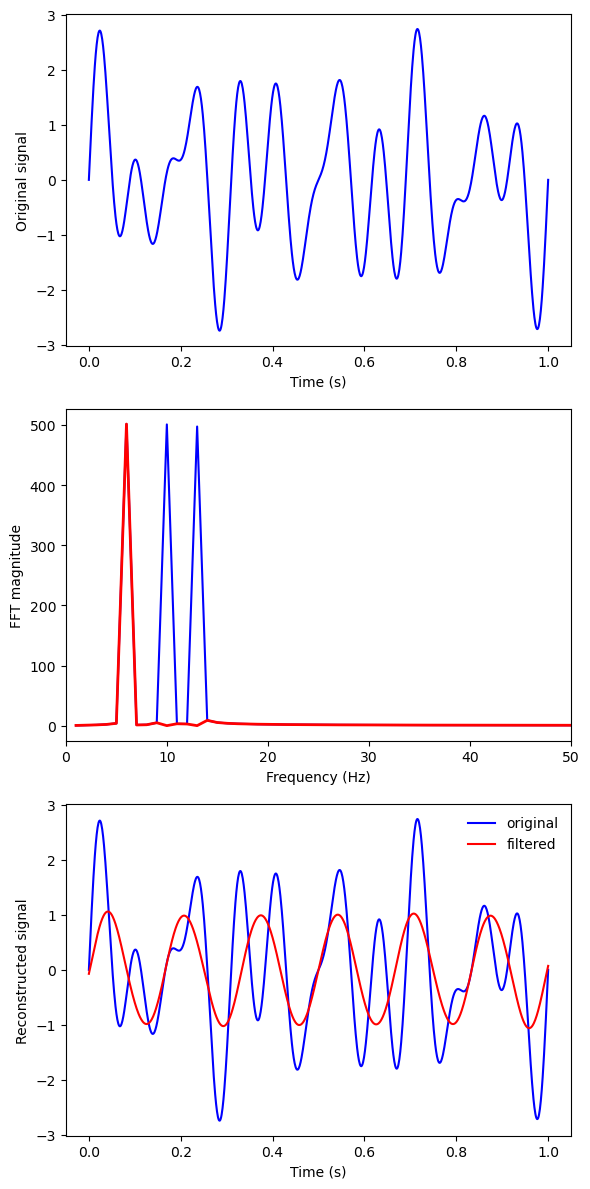 3
2
1
0
−1
−2
−3
Original signal
0.0 0.2 0.4 0.6 0.8 1.0
Time (s)
500
400
300
200
100
0
FFT magnitude
0 10 20 30 40 50
Frequency (Hz)
3
2
1
0
−1
−2
−3
Reconstructed signal
original
filtered
0.0 0.2 0.4 0.6 0.8 1.0
Time (s)